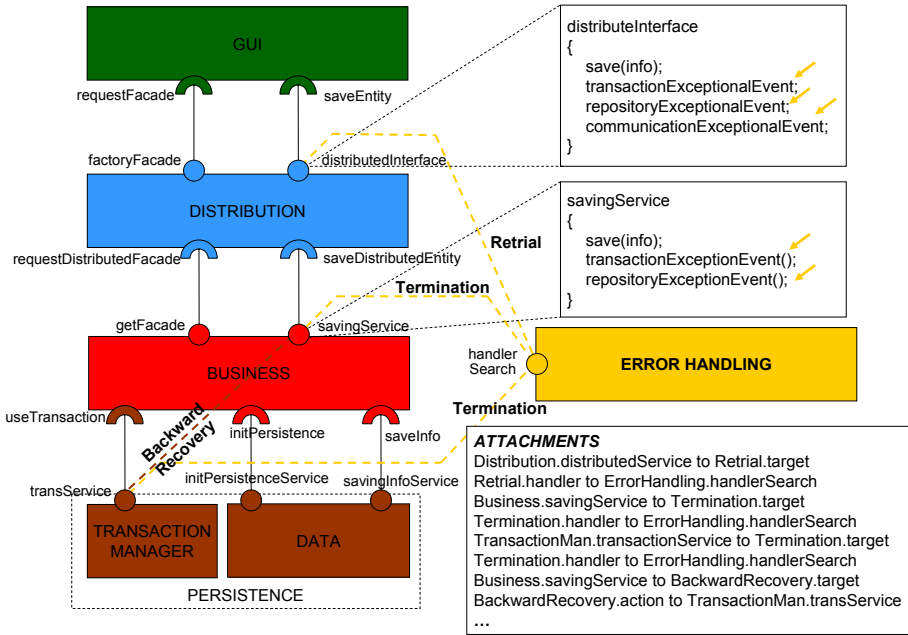 GUI
requestFacade
saveEntity
factoryFacade
distributedInterface
DISTRIBUTION
requestDistributedFacade
saveDistributedEntity
Retrial
Termination
getFacade
savingService
BUSINESS
handler
Search
ERROR HANDLING
useTransaction
Backward
Recovery
initPersistence
saveInfo
Termination
transService
initPersistenceService
savingInfoService
TRANSACTION
MANAGER
DATA
PERSISTENCE
distributeInterface
{
save(info);
transactionExceptionalEvent;
repositoryExceptionalEvent;
communicationExceptionalEvent;
}
savingService
{
save(info);
transactionExceptionEvent();
repositoryExceptionEvent();
}
ATTACHMENTS
Distribution.distributedService to Retrial.target
Retrial.handler to ErrorHandling.handlerSearch
Business.savingService to Termination.target
Termination.handler to ErrorHandling.handlerSearch
TransactionMan.transactionService to Termination.target
Termination.handler to ErrorHandling.handlerSearch
Business.savingService to BackwardRecovery.target
BackwardRecovery.action to TransactionMan.transService
...